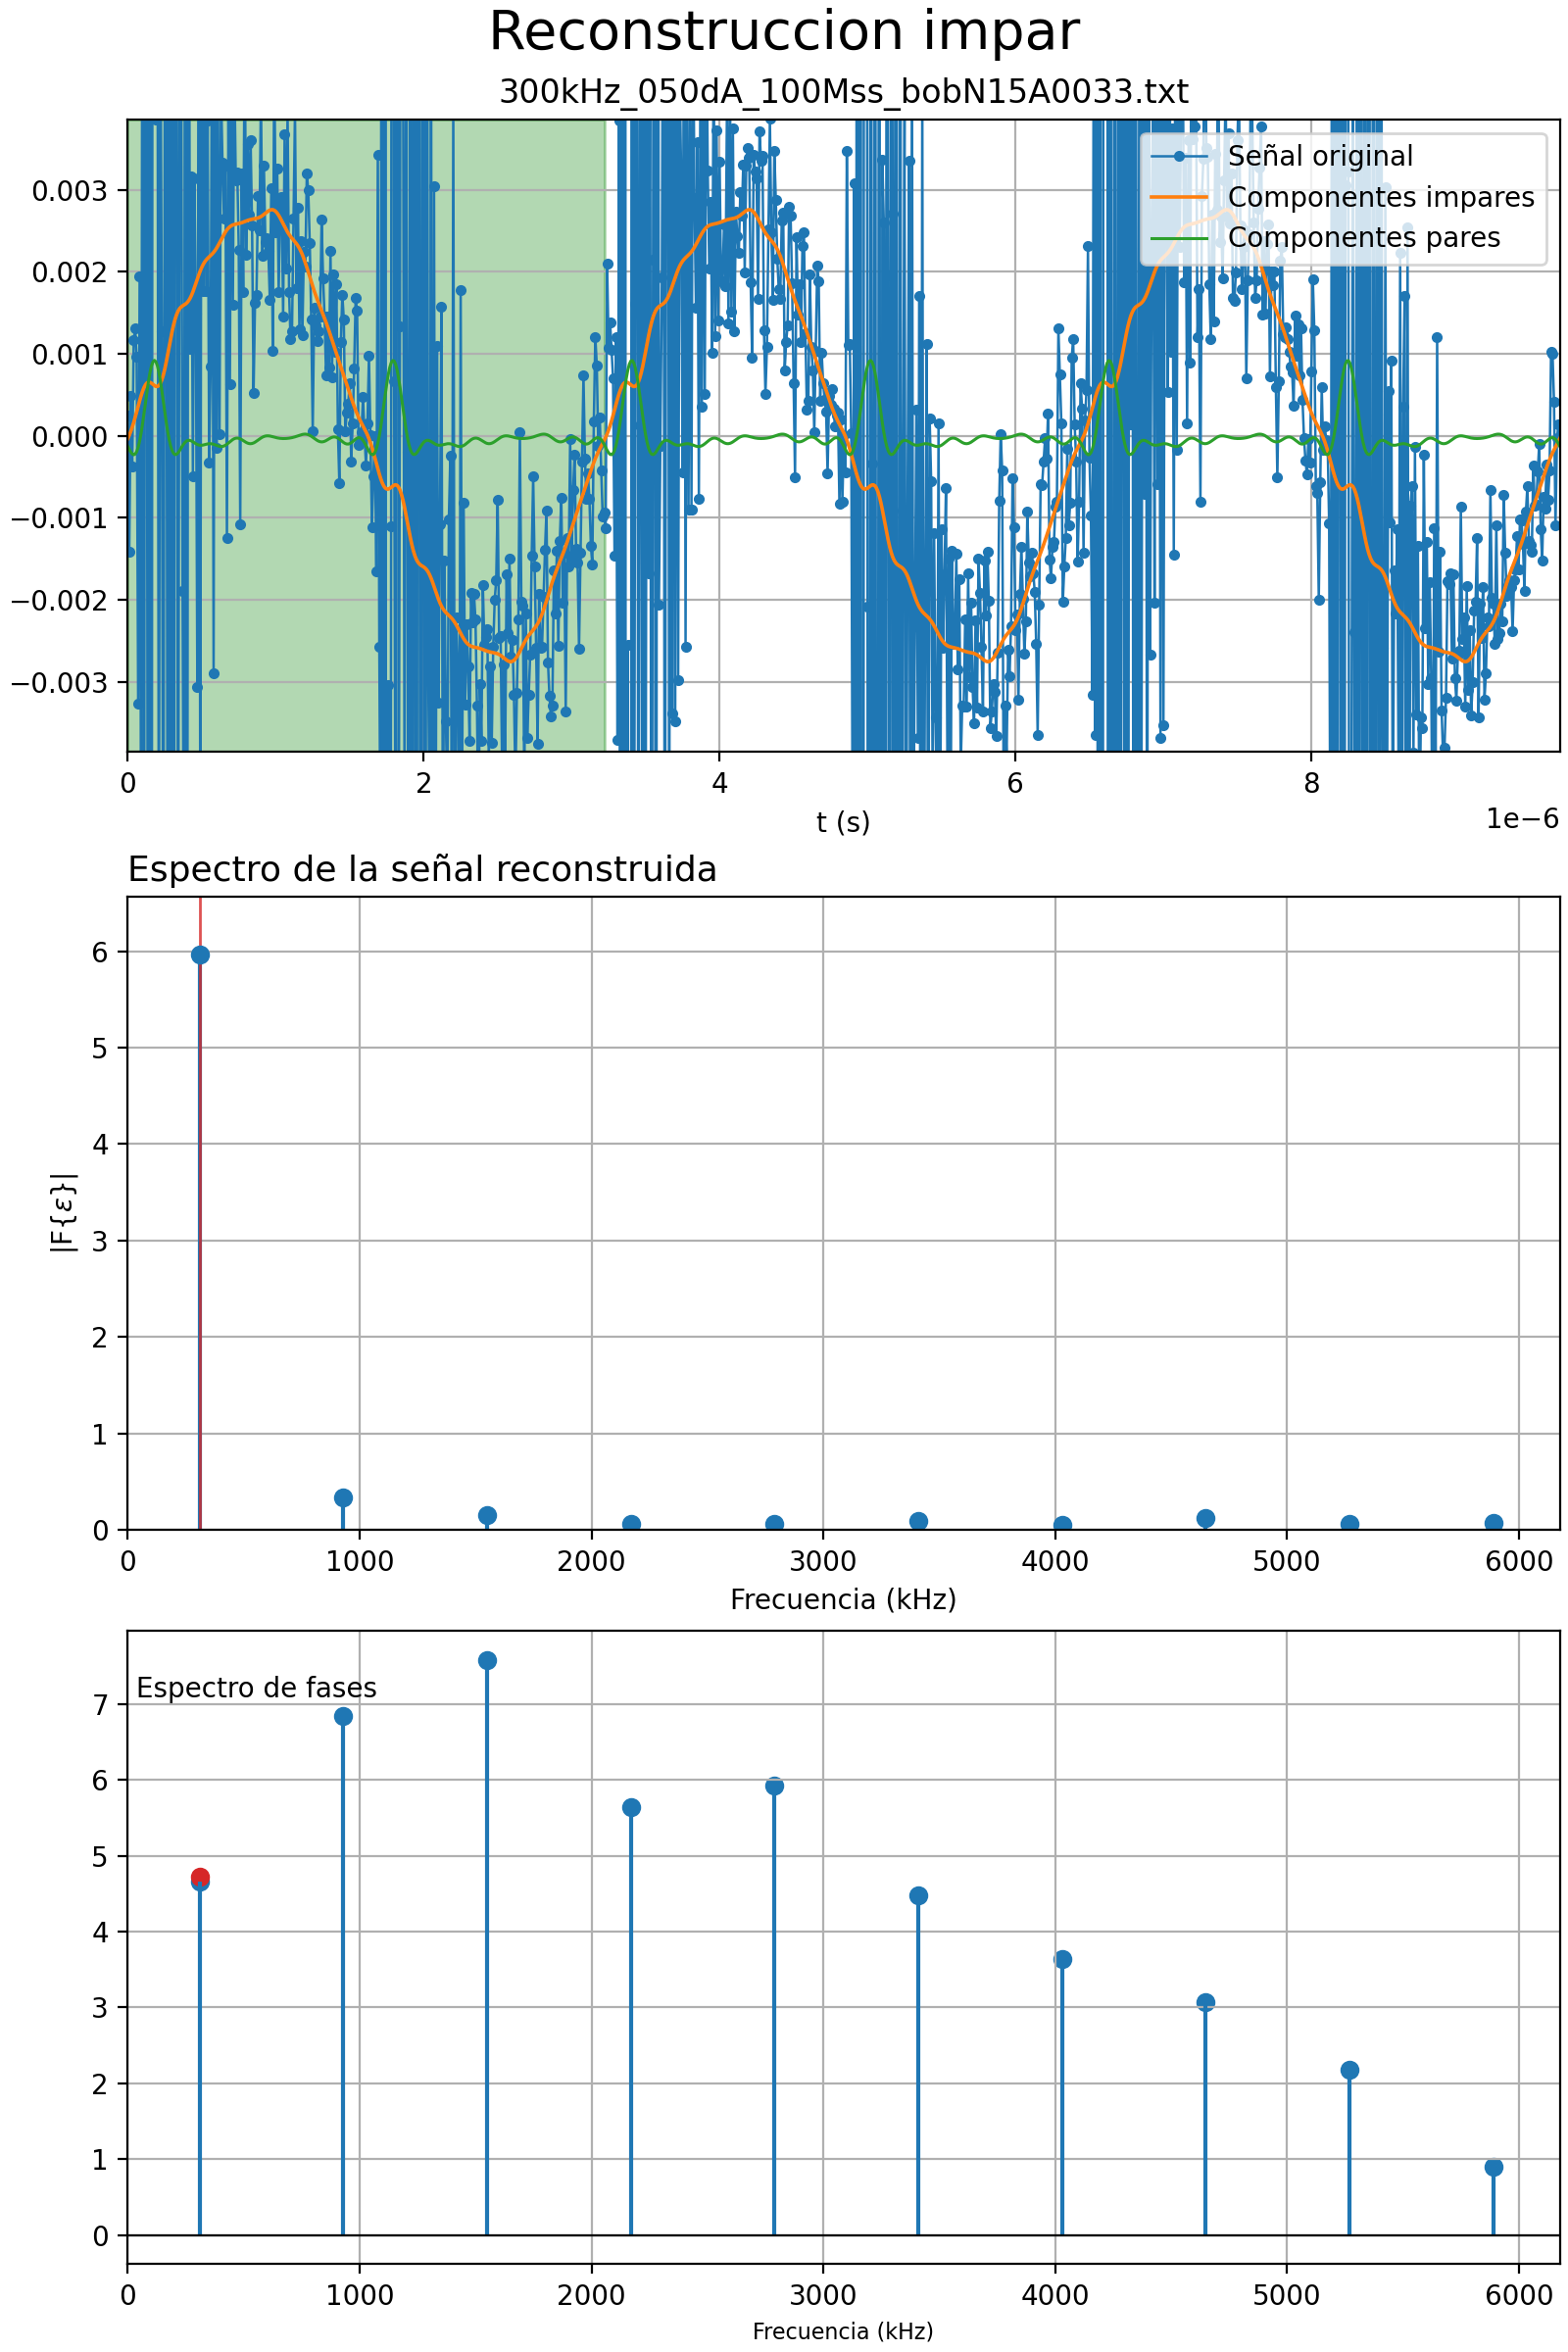 Reconstruccion impar
300kHz_050dA_100Mss_bobN15A0033.txt
Señal original
Componentes impares
Componentes pares
0.003
0.002
0.001
0.000
−0.001
−0.002
−0.003
0 2 4 6 8
1e−6
t (s)
Espectro de la señal reconstruida
6
5
4
3
2
1
0
|F{ε}|
0 1000 2000 3000 4000 5000 6000
Frecuencia (kHz)
Espectro de fases
7
6
5
4
3
2
1
0
0 1000 2000 3000 4000 5000 6000
Frecuencia (kHz)